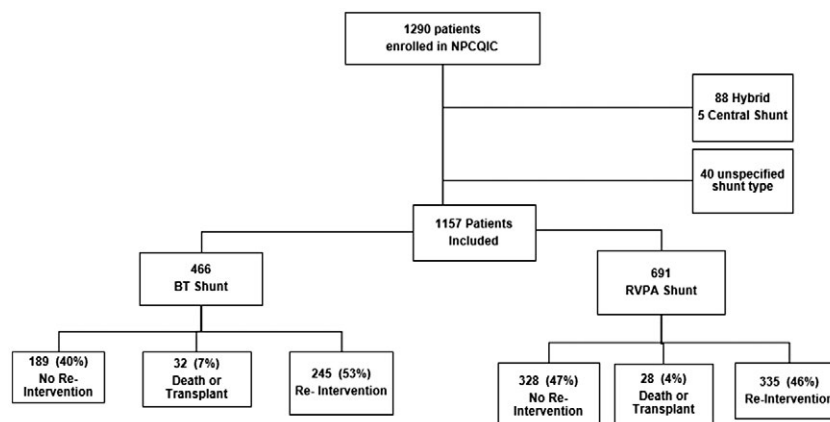 1290 patients
enrolled in NPCQIC
88 Hybrid
5 Central Shunt
40 unspecified
shunt type
1157 Patients
Included
466
BT Shunt
691
RVPA Shunt
189 (40%)
No Re-
Intervention
32 (7%)
Death or
Transplant
245 (53%)
Re- Intervention
328 (47%)
No Re-
Intervention
28 (4%)
Death or
Transplant
335 (46%)
Re-Intervention